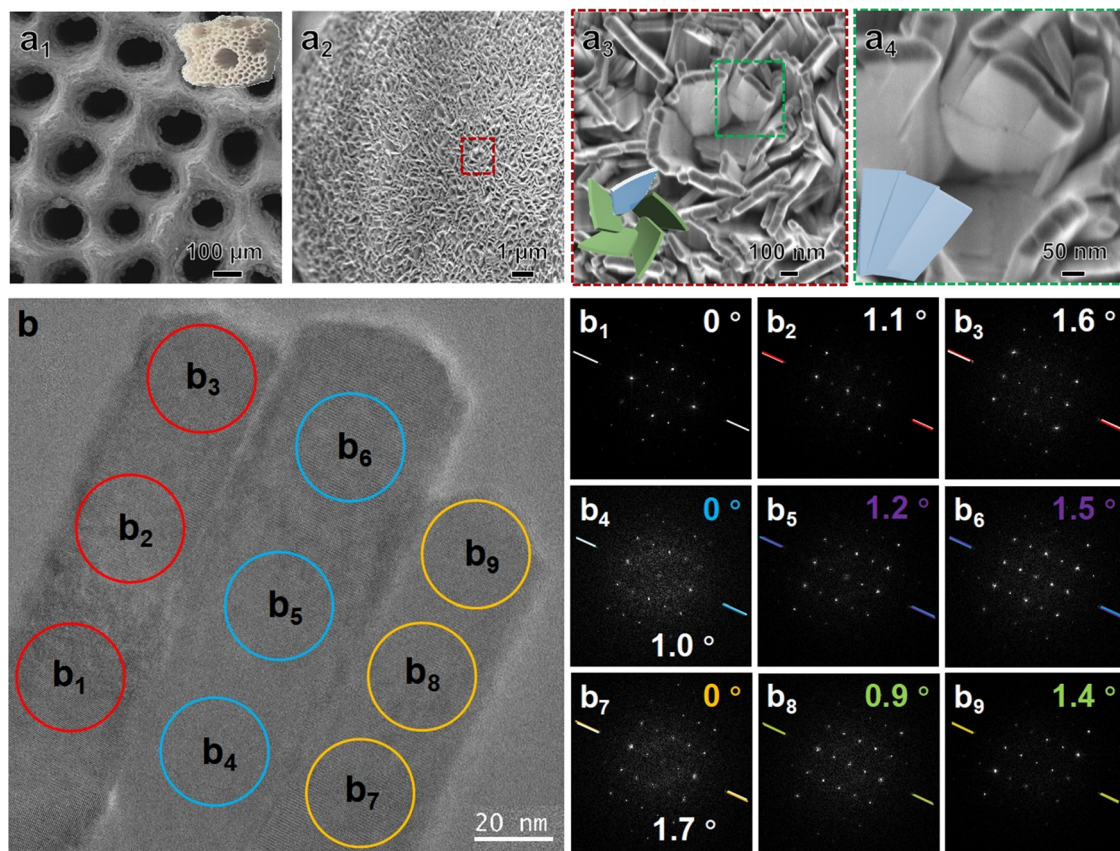 a1
100 μm
a2
1 μm
a3
100 nm
a4
50 nm
b
b3
b6
b2
b9
b5
b1
b8
b4
b7
20 nm
b1 0 °
b2 1.1 °
b3 1.6 °
b4 0 °
1.0 °
b5 1.2 °
b6 1.5 °
b7 0 °
1.7 °
b8 0.9 °
b9 1.4 °